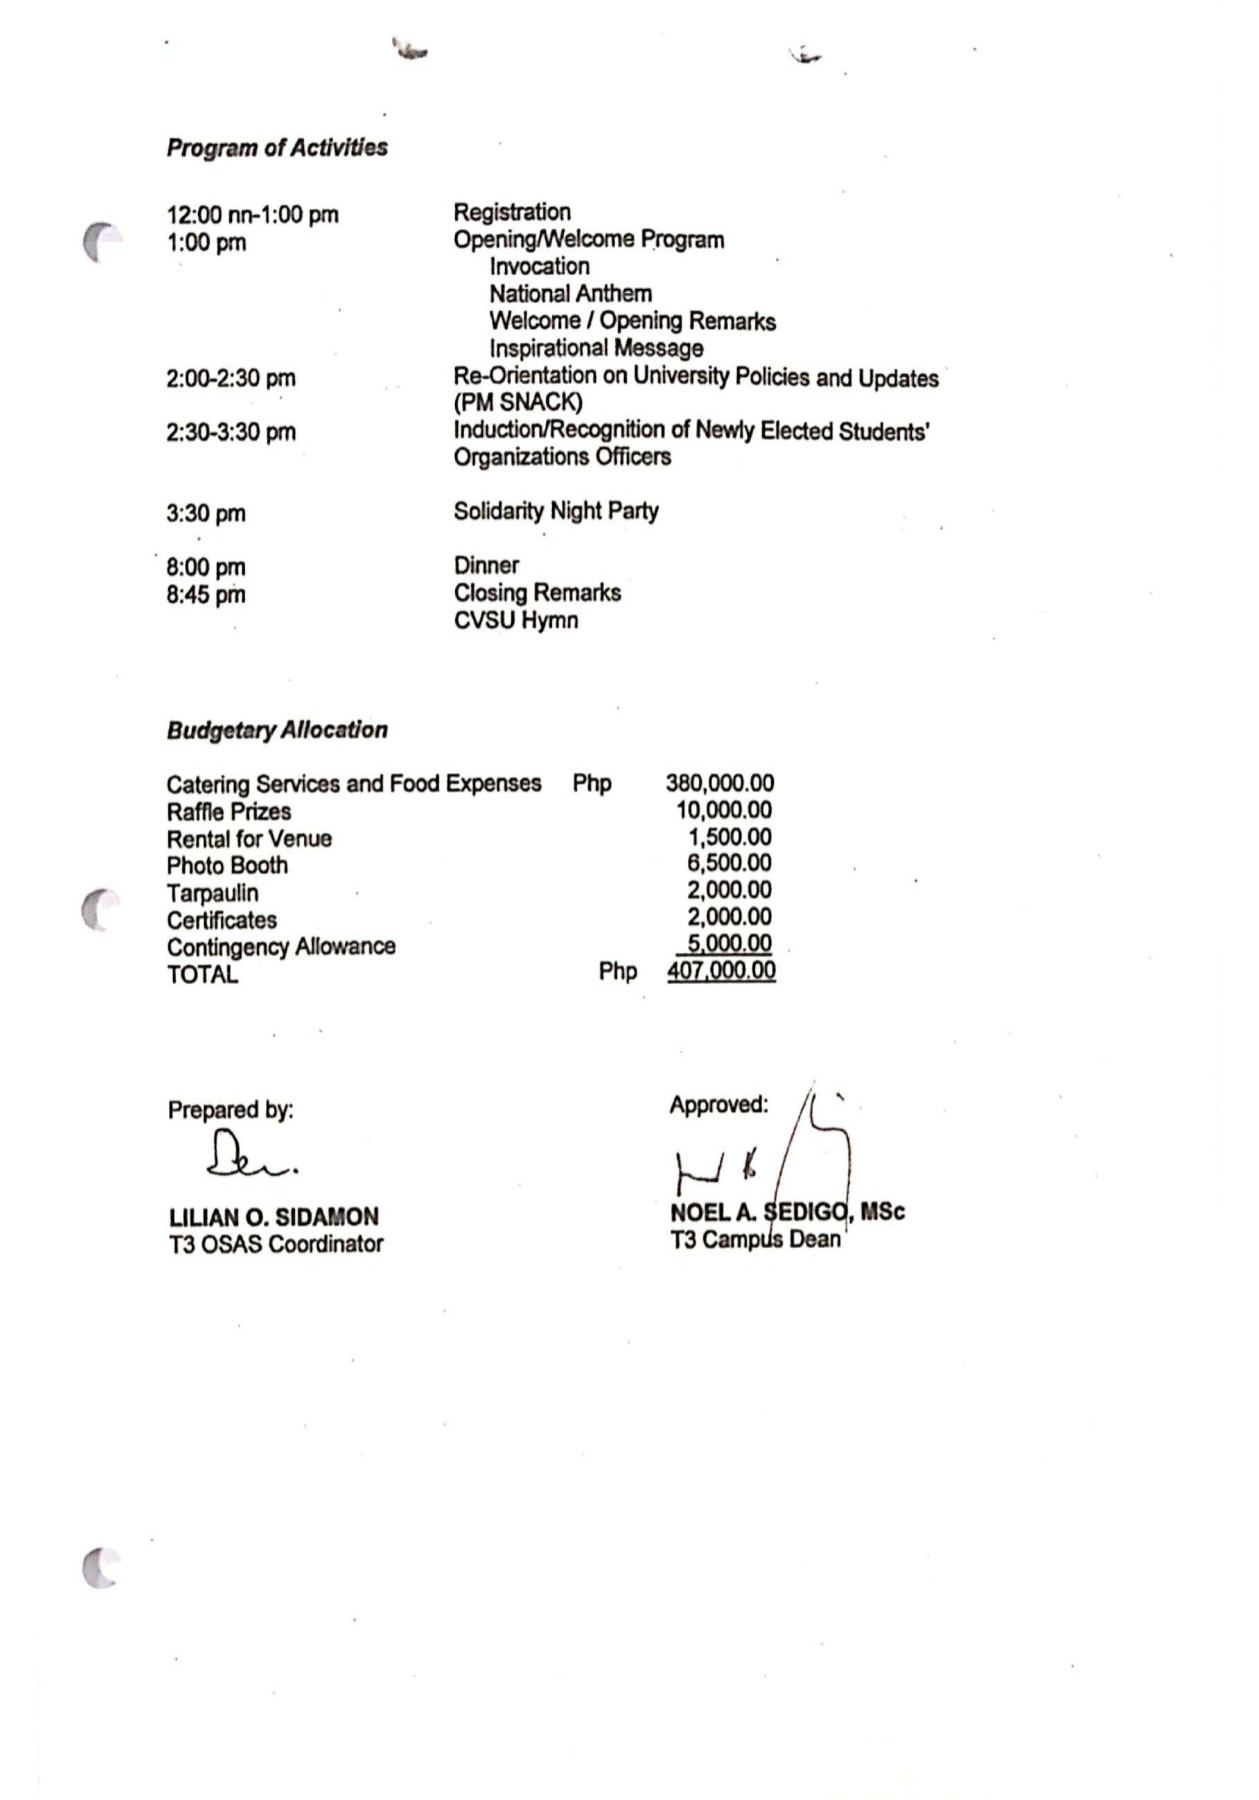 Program of Activities
12:00 nn-1:00 pm Registration
1:00 pm Opening/Welcome Program
Invocation
National Anthem
Welcome / Opening Remarks
Inspirational Message
2:00-2:30 pm Re-Orientation on University Policies and Updates
(PM SNACK)
2:30-3:30 pm Induction/Recognition of Newly Elected Students'
Organizations Officers
3:30 pm Solidarity Night Party
8:00 pm Dinner
8:45 pm Closing Remarks
CVSU Hymn
Budgetary Allocation
Catering Services and Food Expenses Php 380,000.00
Raffle Prizes 10,000.00
Rental for Venue 1,500.00
Photo Booth 6,500.00
Tarpaulin 2,000.00
Certificates 2,000.00
Contingency Allowance 5,000.00
TOTAL Php 407,000.00
Prepared by: Approved:
LILIAN O. SIDAMON NOEL A. SEDIGO, MSc
T3 OSAS Coordinator T3 Campus Dean